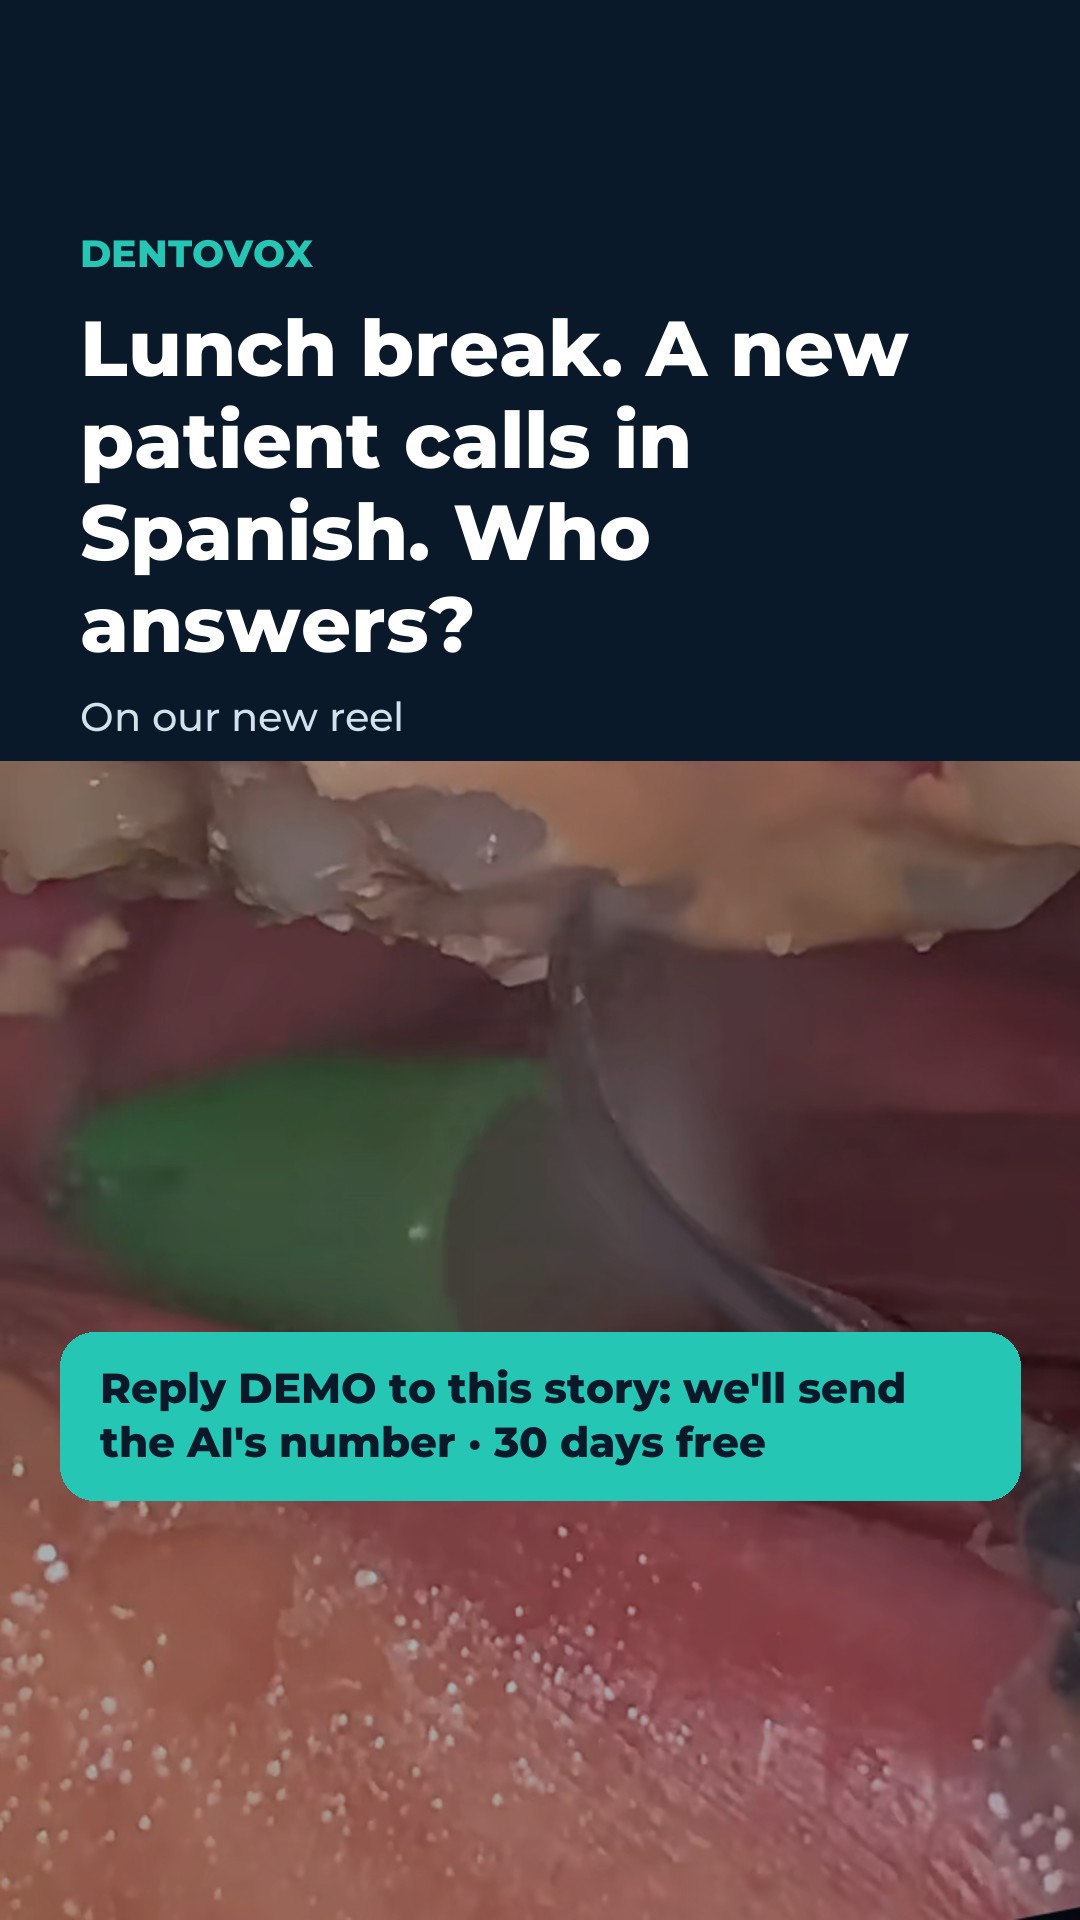 DENTOVOX
Lunch break. A new
patient calls in
Spanish. Who
answers?
On our new reel
Reply DEMO to this story: we'll send
the AI's number · 30 days free